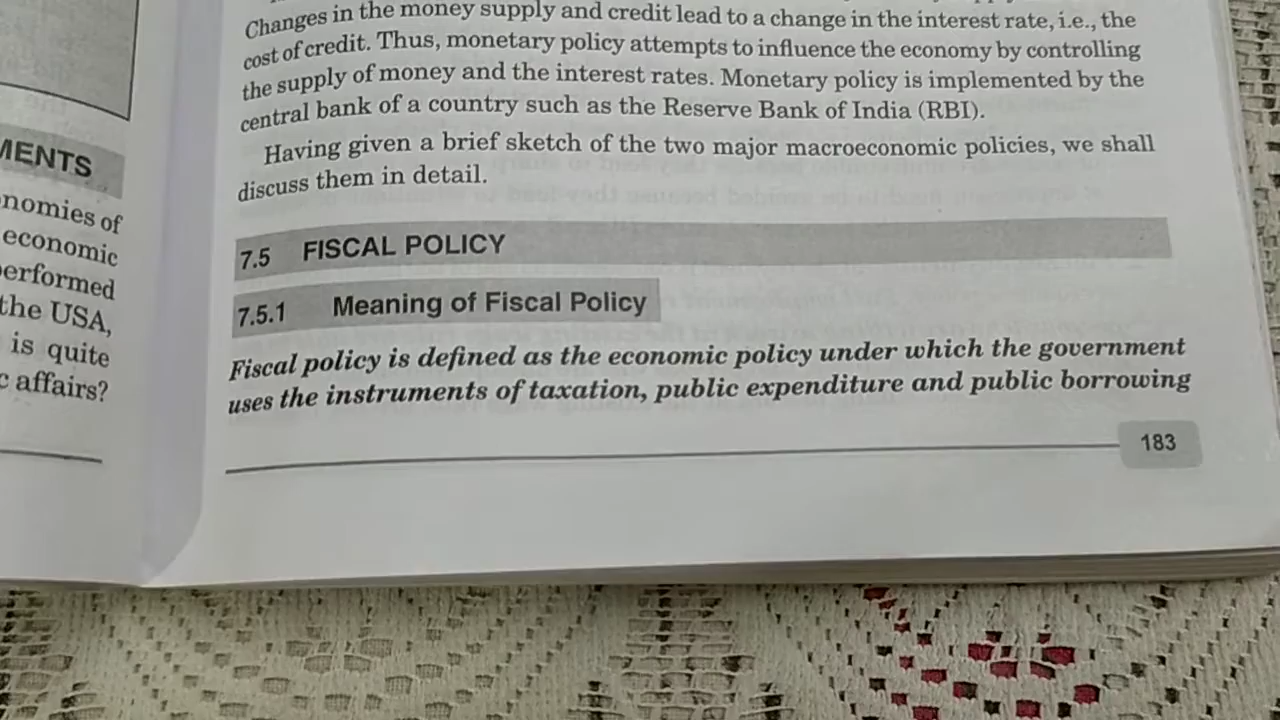 MENTS
nomies of
economic
performed
the USA,
is quite
c affairs?
Changes in the money supply and credit lead to a change in the interest rate, i.e., the
cost of credit. Thus, monetary policy attempts to influence the economy by controlling
the supply of money and the interest rates. Monetary policy is implemented by the
central bank of a country such as the Reserve Bank of India (RBI).
Having given a brief sketch of the two major macroeconomic policies, we shall
discuss them in detail.
7.5 FISCAL POLICY
7.5.1 Meaning of Fiscal Policy
Fiscal policy is defined as the economic policy under which the government
uses the instruments of taxation, public expenditure and public borrowing
183